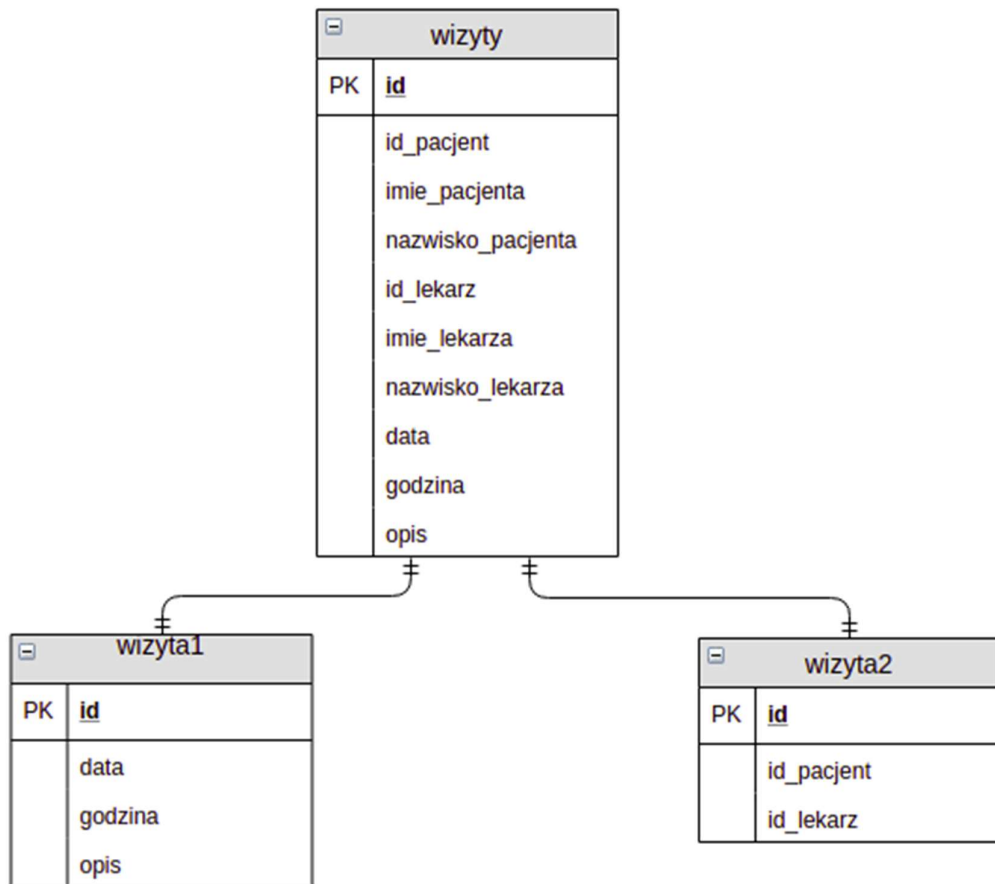 wizyty
PK id
id_pacjent
imie_pacjenta
nazwisko_pacjenta
id_lekarz
imie_lekarza
nazwisko_lekarza
data
godzina
opis
wizyta1
PK id
data
godzina
opis
wizyta2
PK id
id_pacjent
id_lekarz